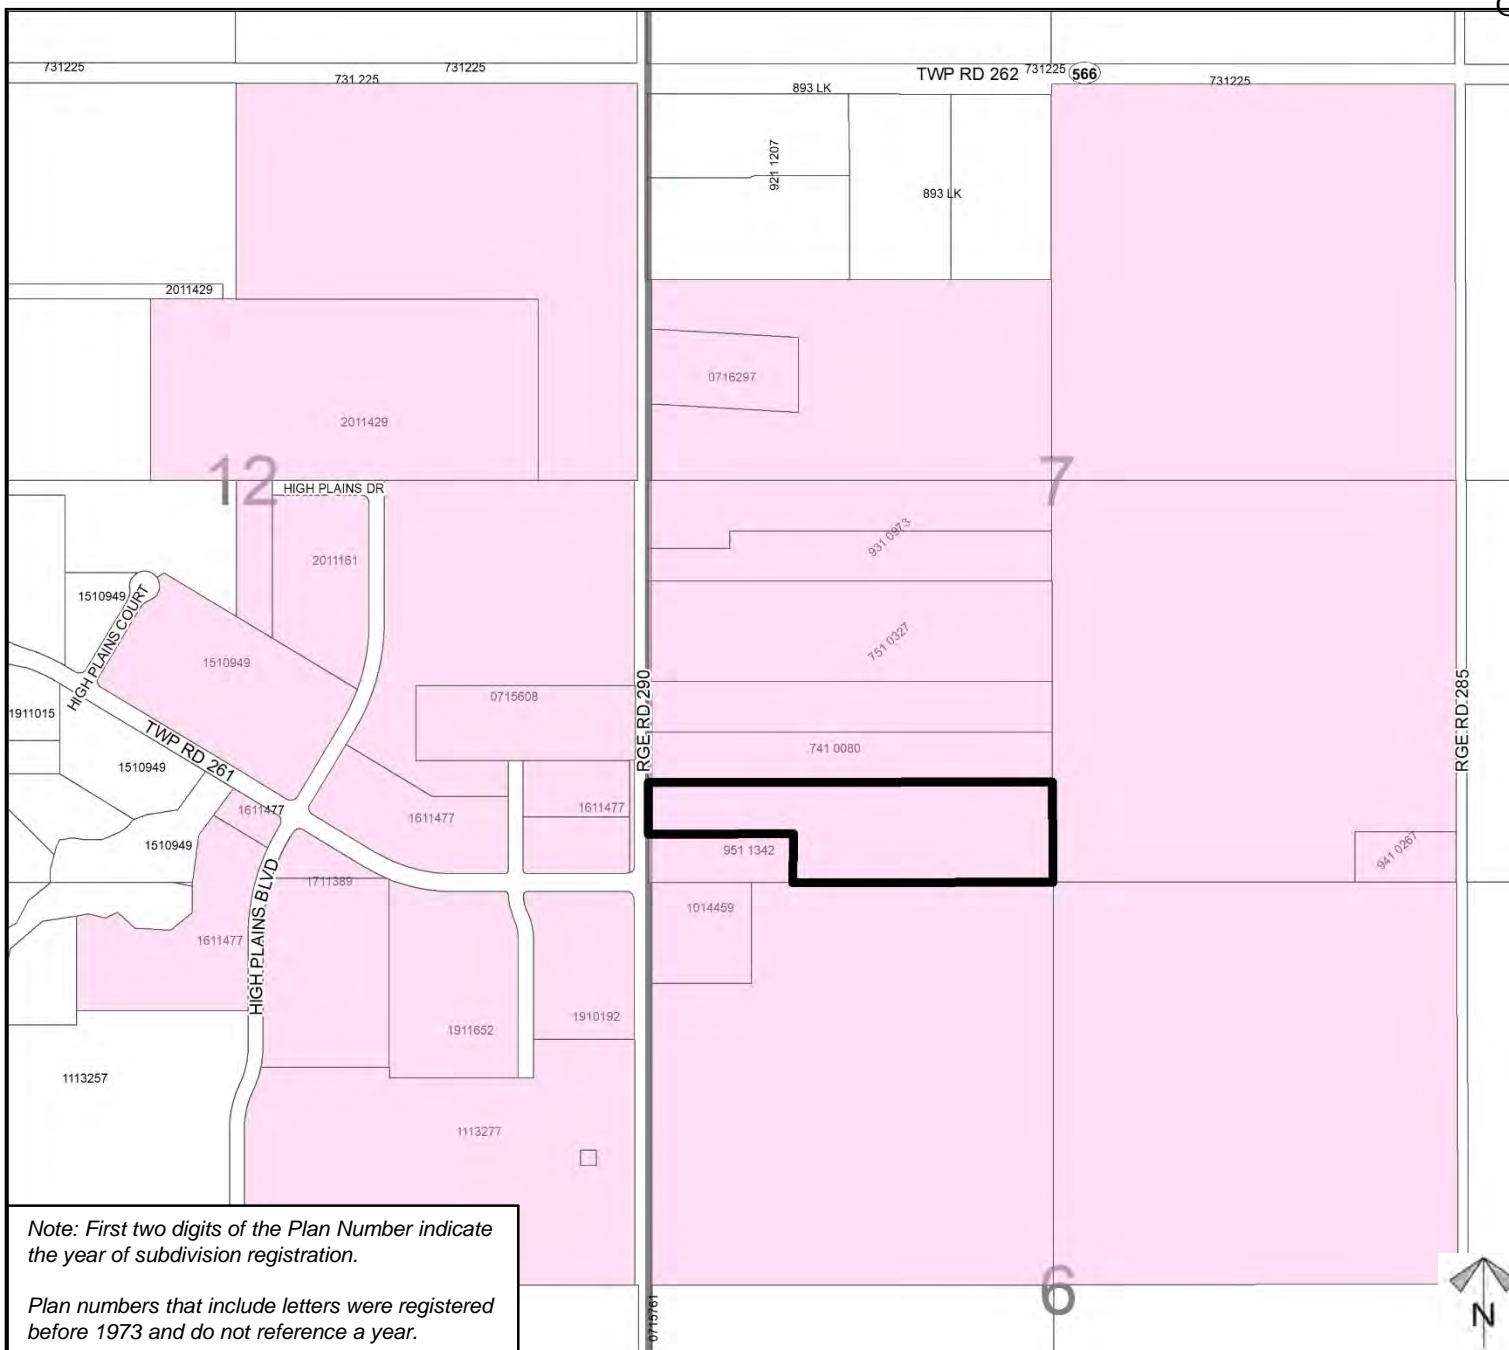 731225
731 225
731225
TWP RD 262
731225
566
731225
893 LK
921 1207
893 LK
2011429
0716297
2011429
12
HIGH PLAINS DR
7
931 0973
2011161
1510949
HIGH PLAINS COURT
751 0327
1510949
0715608
RGE RD 290
RGE RD 285
1911015
TWP RD 261
741 0080
1510949
1611477
1611477
1611477
1510949
951 1342
941 0267
1711389
1014459
HIGH PLAINS BLVD
1611477
1910192
1911652
1113257
1113277
Note: First two digits of the Plan Number indicate
the year of subdivision registration.
Plan numbers that include letters were registered
before 1973 and do not reference a year.
0715761
6
N